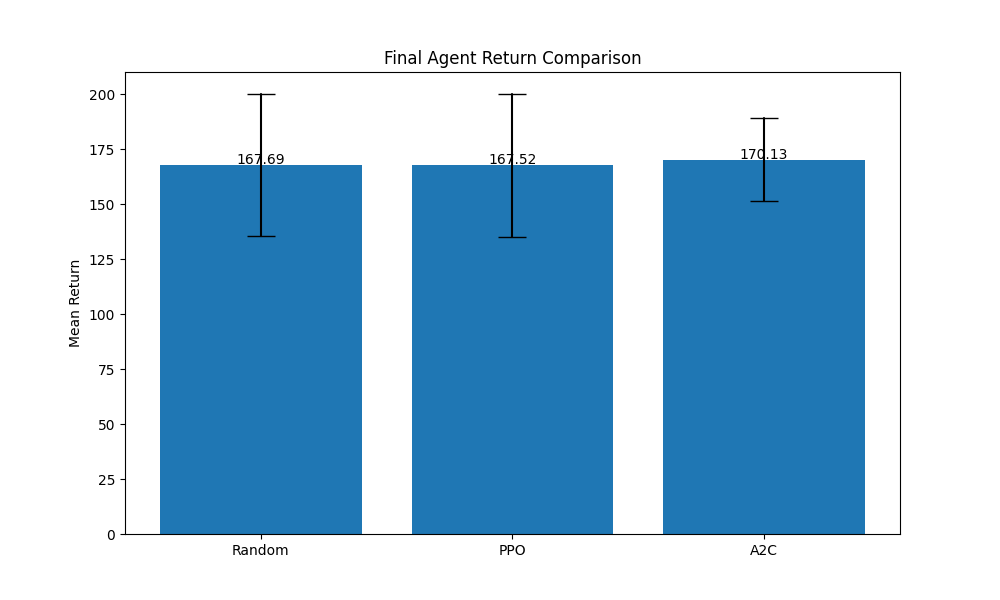 Final Agent Return Comparison
Mean Return
200
175
150
125
100
75
50
25
0
167.69
167.52
170.13
Random
PPO
A2C